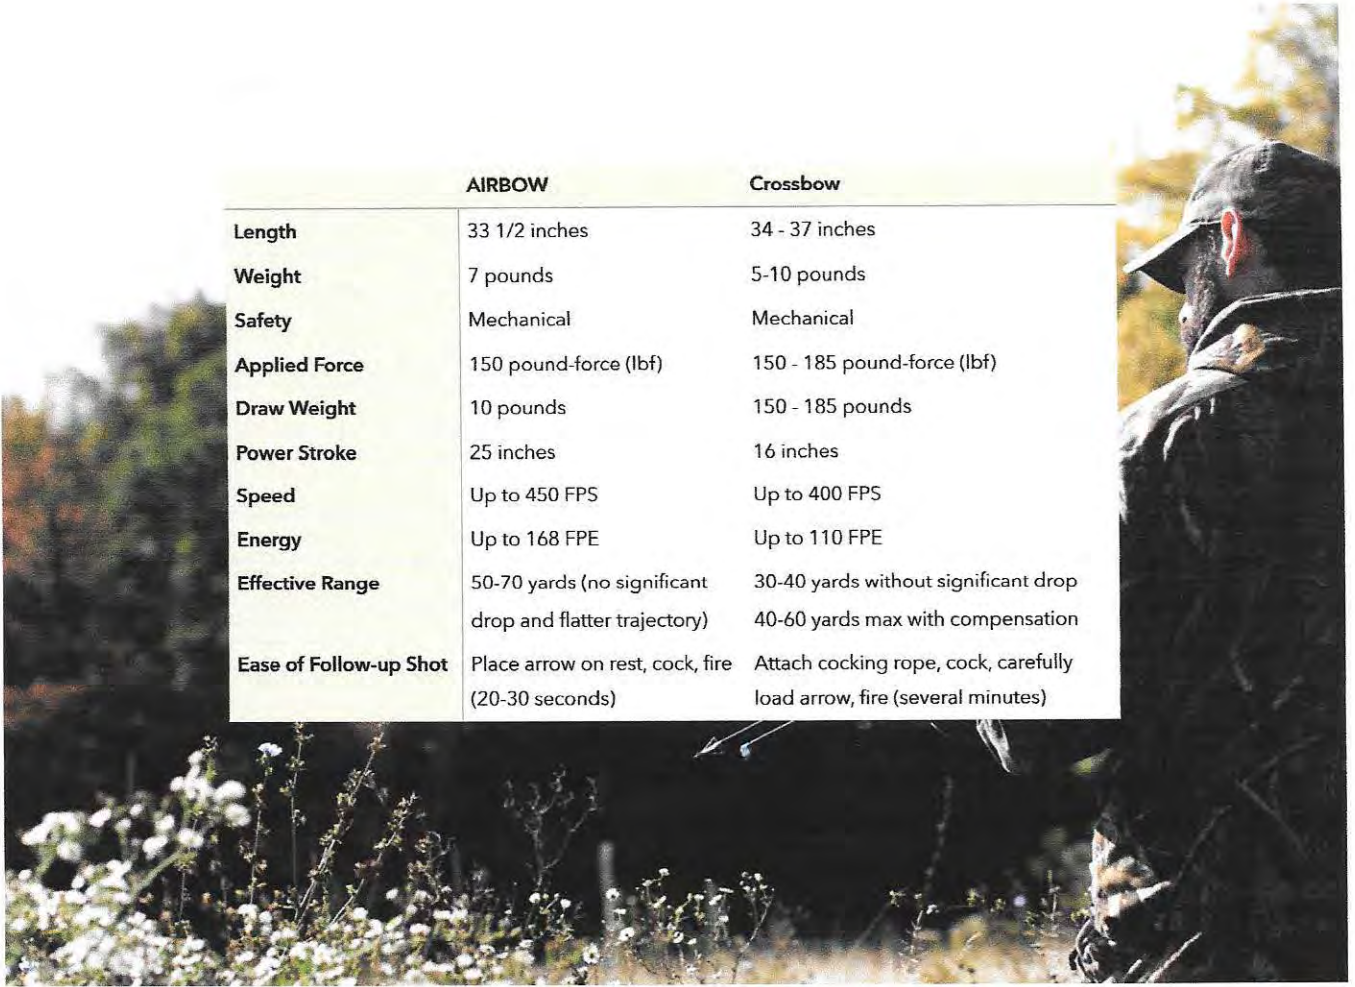 AIRBOW Crossbow
Length 33 1/2 inches 34 - 37 inches
Weight 7 pounds 5-10 pounds
Safety Mechanical Mechanical
Applied Force 150 pound-force (lbf) 150 - 185 pound-force (lbf)
Draw Weight 10 pounds 150 - 185 pounds
Power Stroke 25 inches 16 inches
Speed Up to 450 FPS Up to 400 FPS
Energy Up to 168 FPE Up to 110 FPE
Effective Range 50-70 yards (no significant 30-40 yards without significant drop
drop and flatter trajectory) 40-60 yards max with compensation
Ease of Follow-up Shot Place arrow on rest, cock, fire Attach cocking rope, cock, carefully
(20-30 seconds) load arrow, fire (several minutes)